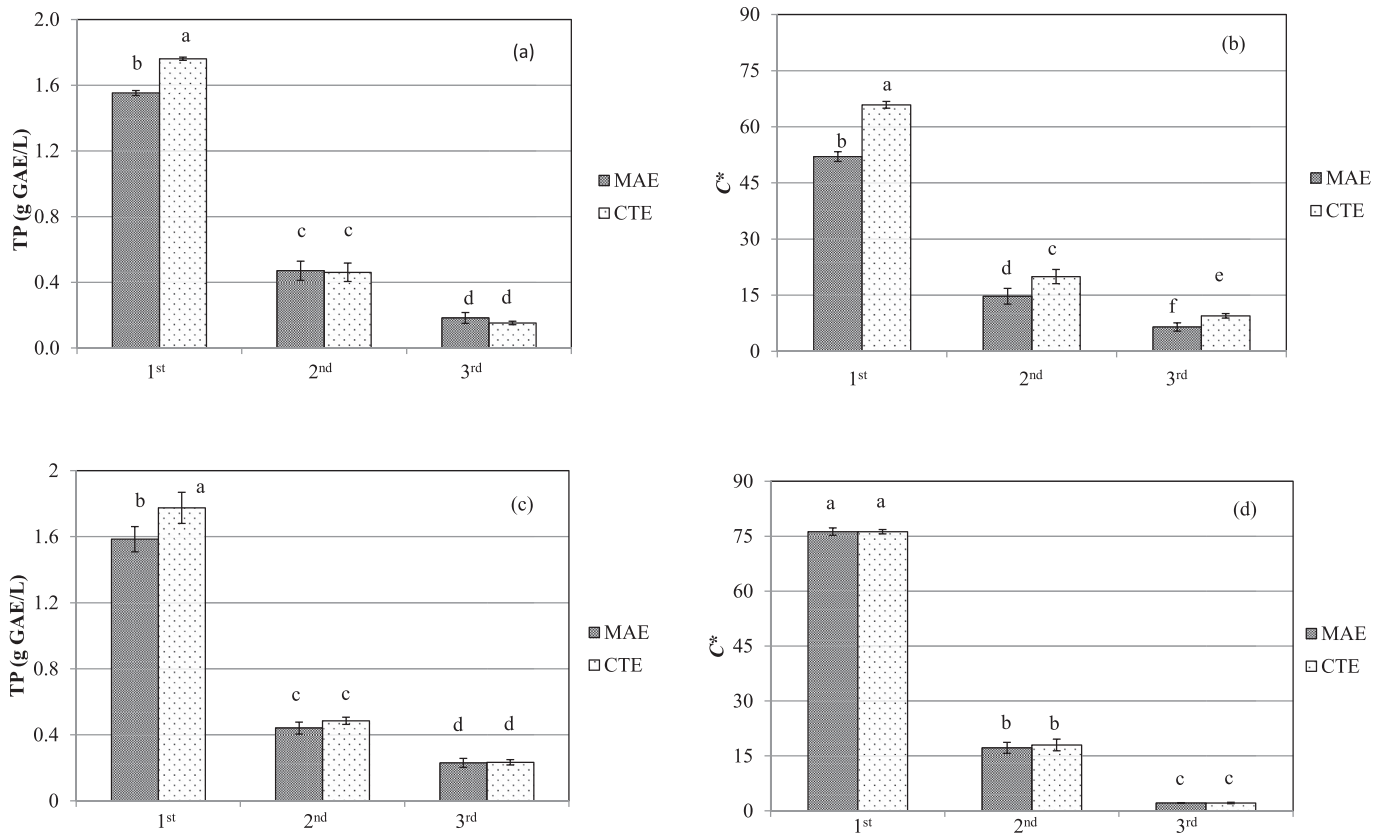 2.0
1.6
1.2
0.8
0.4
0.0
TP (g GAE/L)
b
a
c
c
d
d
(a)
1st
2nd
3rd
MAE
CTE
90
75
60
45
30
15
0
C*
b
a
d
c
f
e
(b)
1st
2nd
3rd
MAE
CTE
2
1.6
1.2
0.8
0.4
0
TP (g GAE/L)
b
a
c
c
d
d
(c)
1st
2nd
3rd
MAE
CTE
90
75
60
45
30
15
0
C*
a
a
b
b
c
c
(d)
1st
2nd
3rd
MAE
CTE